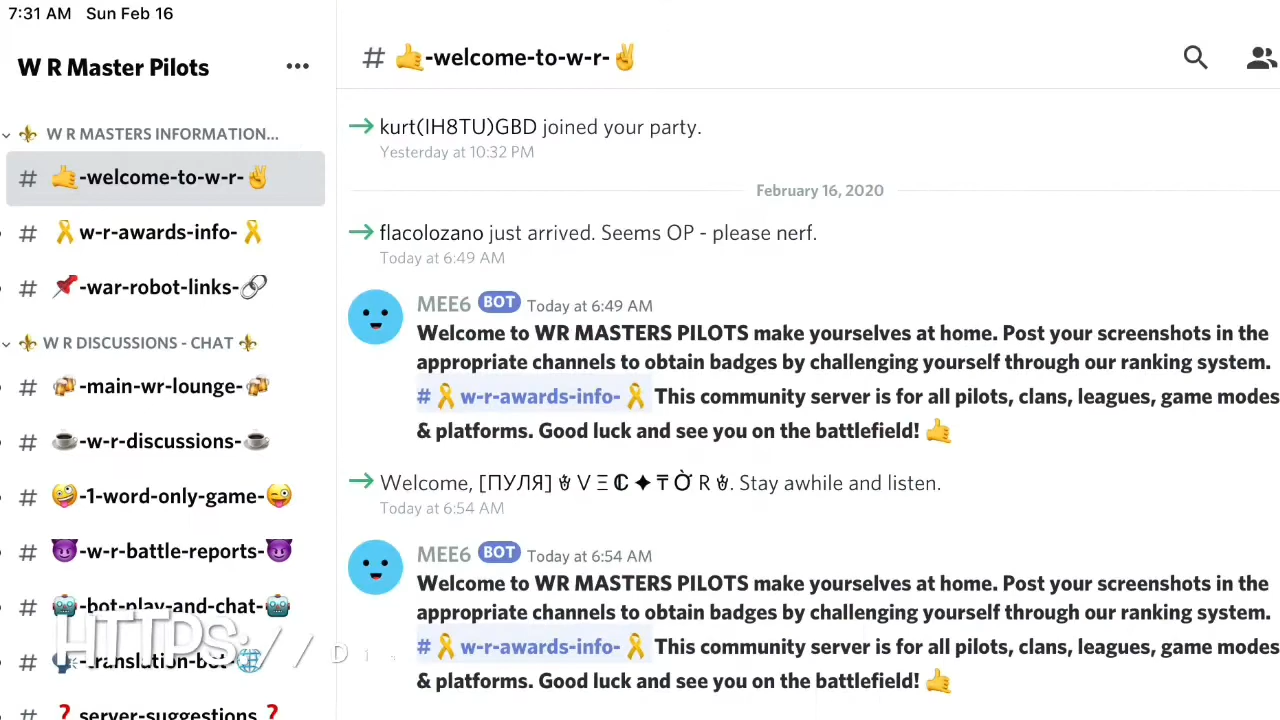 7:31 AM Sun Feb 16
W R Master Pilots
W R MASTERS INFORMATION...
# 🤙-welcome-to-w-r-✌️
# 🎗️w-r-awards-info-🎗️
# 📌-war-robot-links-🔗
W R DISCUSSIONS - CHAT
# 🍻-main-wr-lounge-🍻
# ☕-w-r-discussions-☕
# 🤪-1-word-only-game-😜
# 😈-w-r-battle-reports-😈
# 🤖-bot-play-and-chat-🤖
HTTPS://
# 🗣️-translation-bot-🌐
# ❓server-suggestions❓
# 🤙-welcome-to-w-r-✌️
kurt(IH8TU)GBD joined your party.
Yesterday at 10:32 PM
February 16, 2020
flacolozano just arrived. Seems OP - please nerf.
Today at 6:49 AM
MEE6 BOT Today at 6:49 AM
Welcome to WR MASTERS PILOTS make yourselves at home. Post your screenshots in the
appropriate channels to obtain badges by challenging yourself through our ranking system.
#🎗️w-r-awards-info-🎗️ This community server is for all pilots, clans, leagues, game modes
& platforms. Good luck and see you on the battlefield! 🤙
Welcome, [ПУЛЯ] V Ξ ℂ ✦ ₸ Ờ R . Stay awhile and listen.
Today at 6:54 AM
MEE6 BOT Today at 6:54 AM
Welcome to WR MASTERS PILOTS make yourselves at home. Post your screenshots in the
appropriate channels to obtain badges by challenging yourself through our ranking system.
#🎗️w-r-awards-info-🎗️ This community server is for all pilots, clans, leagues, game modes
& platforms. Good luck and see you on the battlefield! 🤙